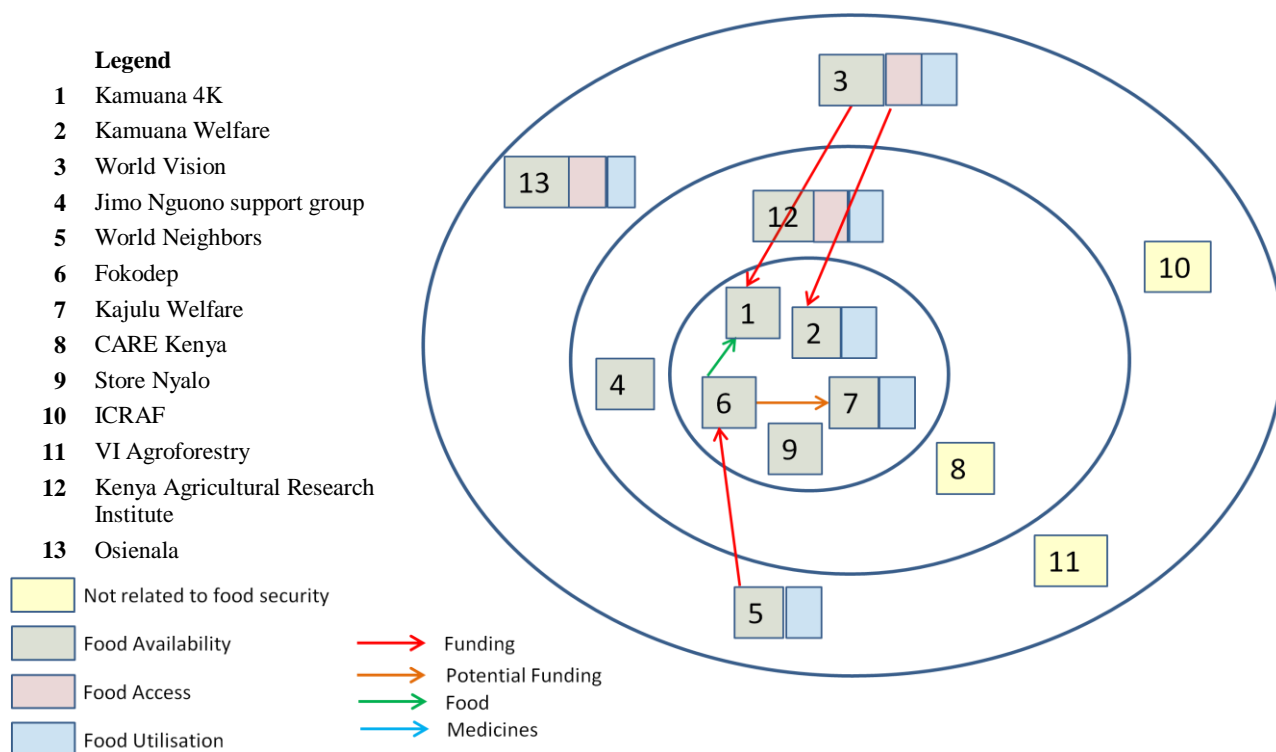 Legend
1 Kamuana 4K
2 Kamuana Welfare
3 World Vision
4 Jimo Nguono support group
5 World Neighbors
6 Fokodep
7 Kajulu Welfare
8 CARE Kenya
9 Store Nyalo
10 ICRAF
11 VI Agroforestry
12 Kenya Agricultural Research
Institute
13 Osienala
Not related to food security
Food Availability
Food Access
Food Utilisation
Funding
Potential Funding
Food
Medicines
3
13
12
10
1
2
4
6
7
9
8
11
5